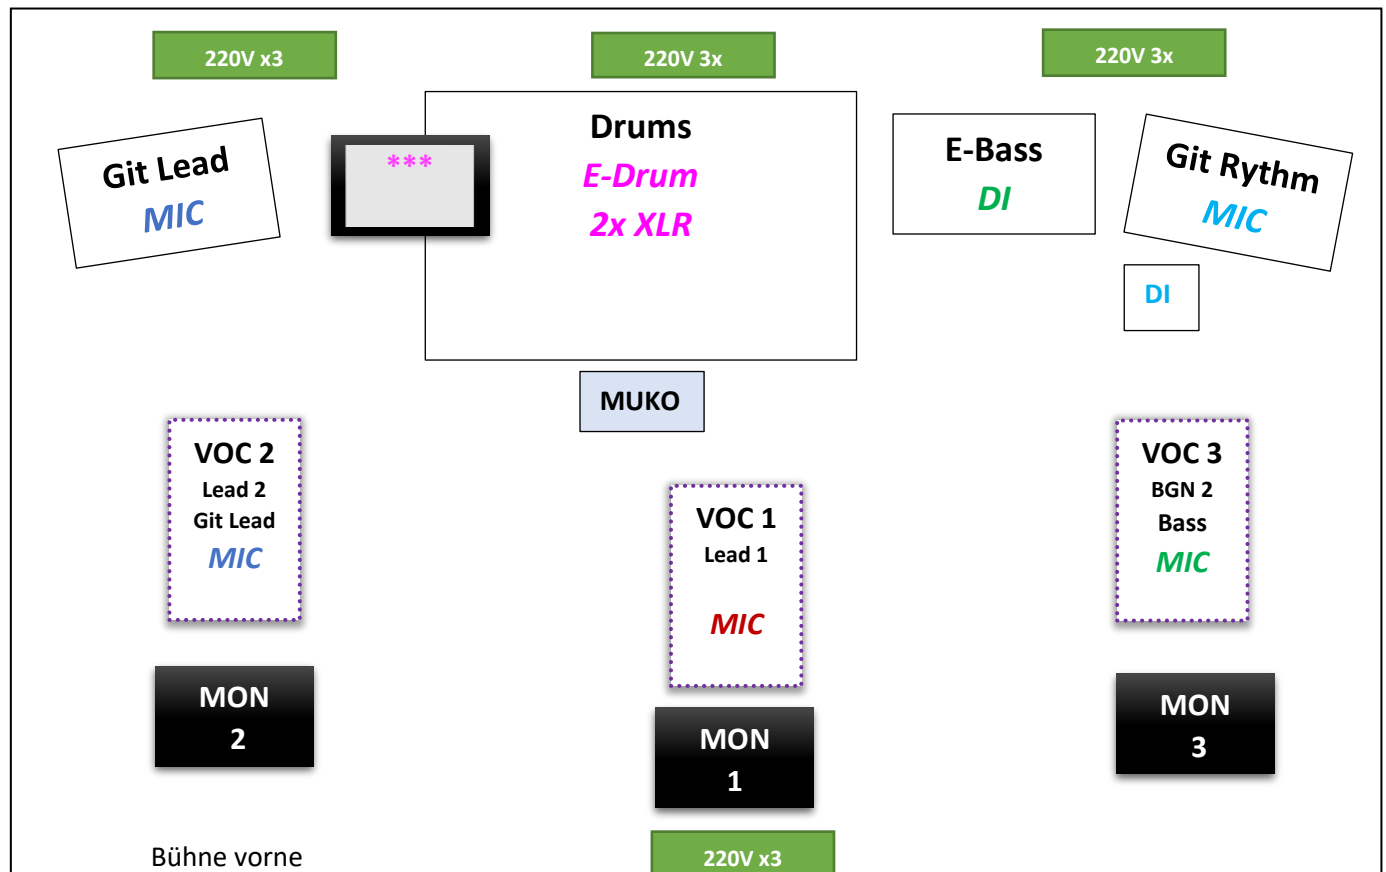 220V x3
220V 3x
220V 3x
Git Lead
MIC
***
Drums
E-Drum
2x XLR
E-Bass
DI
Git Rythm
MIC
DI
MUKO
VOC 2
Lead 2
Git Lead
MIC
VOC 1
Lead 1
MIC
VOC 3
BGN 2
Bass
MIC
MON
2
MON
1
MON
3
Bühne vorne
220V x3